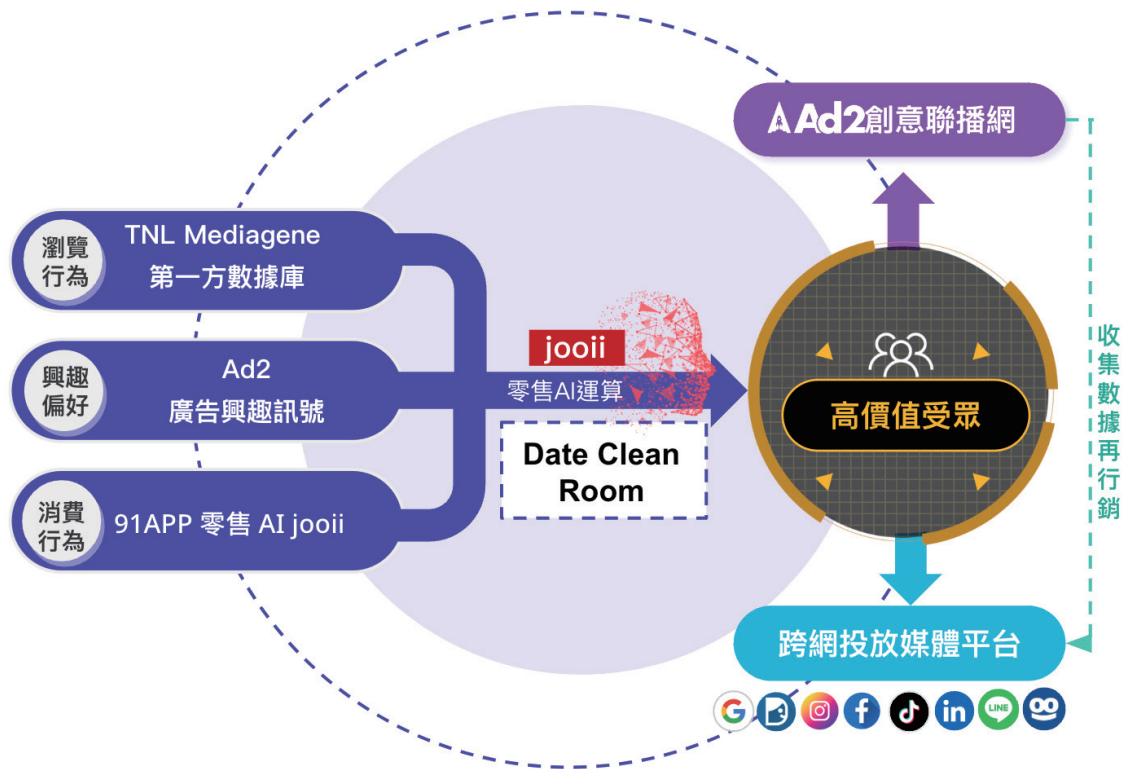 Ad2創意聯播網
瀏覽
行為
TNL Mediagene
第一方數據庫
興趣
偏好
Ad2
廣告興趣訊號
消費
行為
91APP 零售 AI jooii
jooii
零售AI運算
Date Clean
Room
高價值受眾
收集數據再行銷
跨網投放媒體平台
LINE